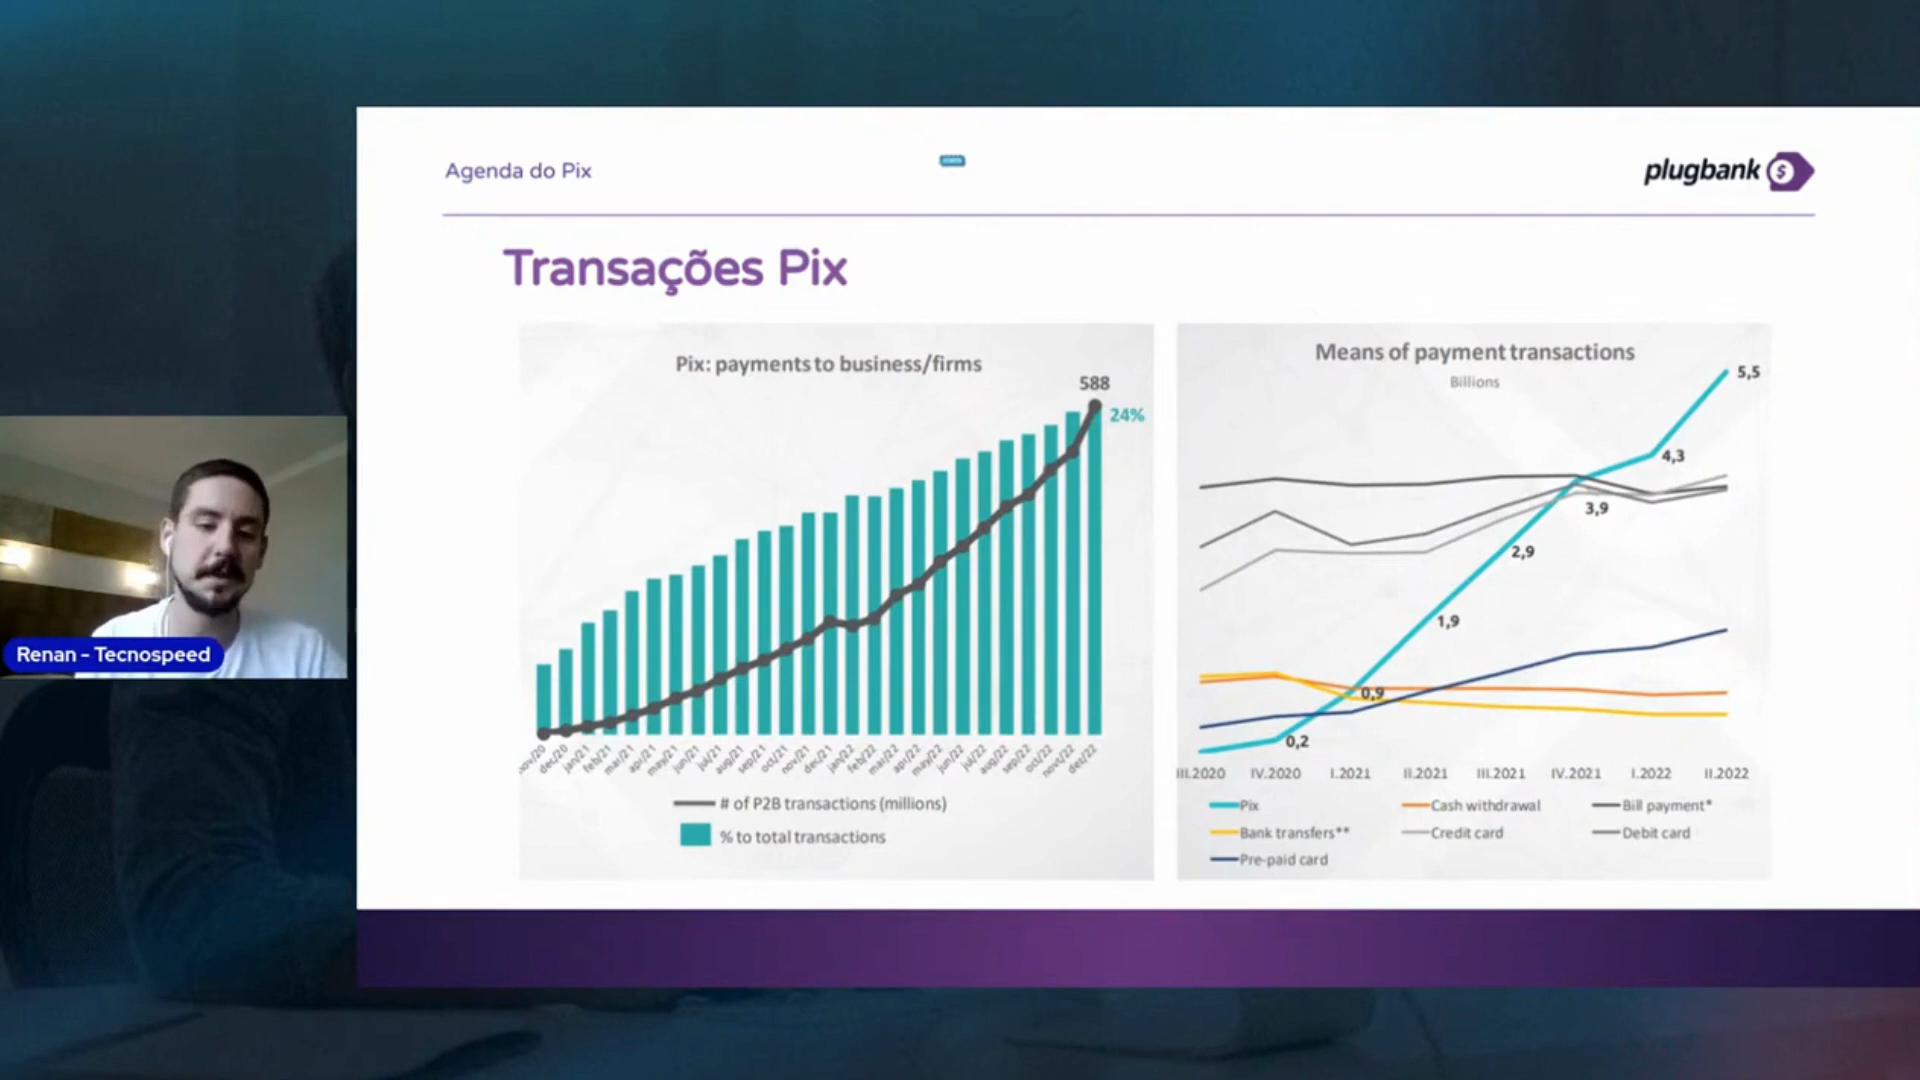 Agenda do Pix
plugbank $
Transações Pix
Pix: payments to business/firms
588
24%
nov/20 dec/20 jan/21 feb/21 mar/21 apr/21 may/21 jun/21 jul/21 aug/21 sep/21 oct/21 nov/21 dec/21 jan/22 feb/22 mar/22 apr/22 may/22 jun/22 jul/22 aug/22 sep/22 oct/22
# of P2B transactions (millions)
% to total transactions
Means of payment transactions
Billions
5,5
4,3
3,9
2,9
1,9
0,9
0,2
III.2020 IV.2020 I.2021 II.2021 III.2021 IV.2021 I.2022 II.2022
Pix Cash withdrawal Bill payment*
Bank transfers** Credit card Debit card
Pre-paid card
Renan - Tecnospeed